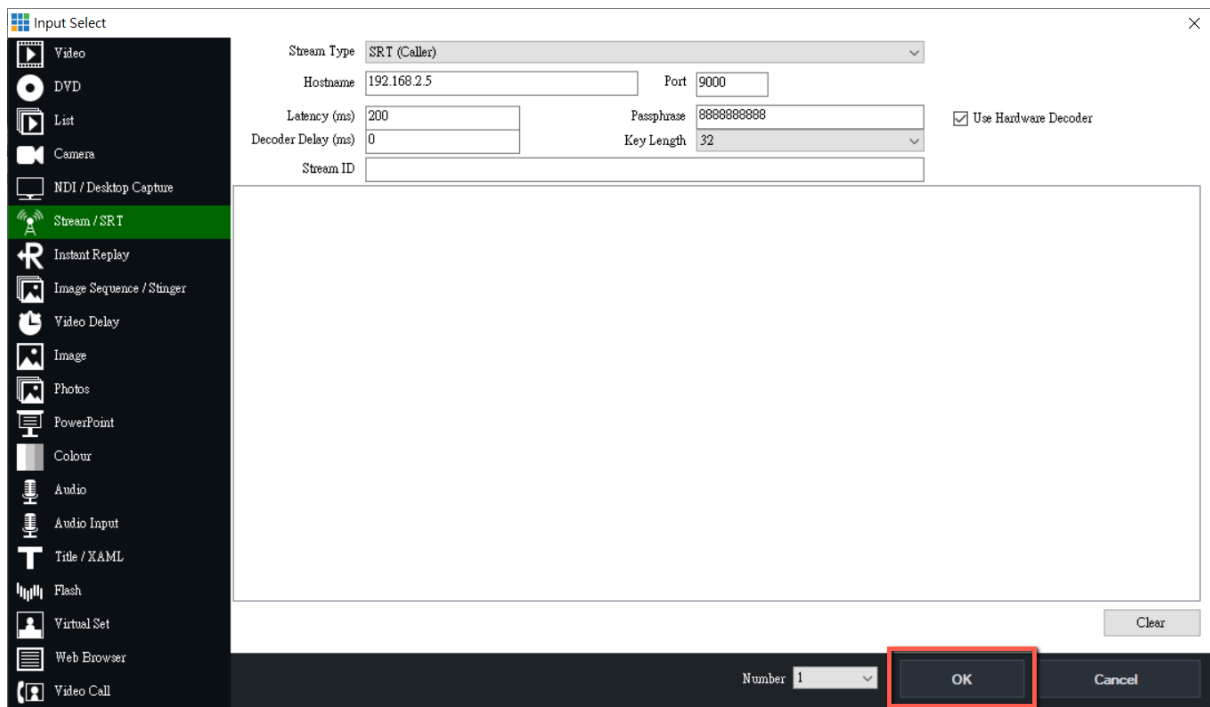 Input Select
Video
DVD
List
Camera
NDI / Desktop Capture
Stream / SRT
Instant Replay
Image Sequence / Stinger
Video Delay
Image
Photos
PowerPoint
Colour
Audio
Audio Input
Title / XAML
Flash
Virtual Set
Web Browser
Video Call
Stream Type SRT (Caller)
Hostname 192.168.2.5 Port 9000
Latency (ms) 200 Passphrase 8888888888 Use Hardware Decoder
Decoder Delay (ms) 0 Key Length 32
Stream ID
Clear
Number 1 OK Cancel